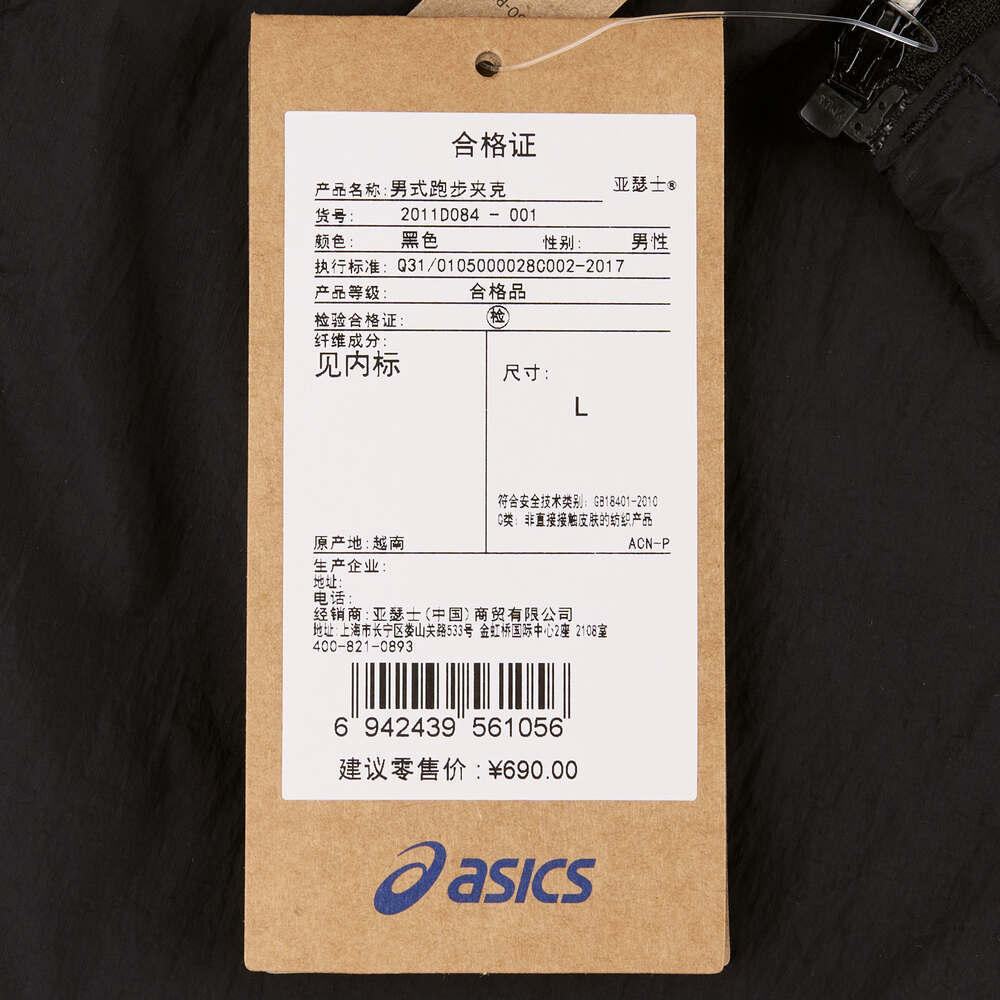 合格证
产品名称:男式跑步夹克 亚瑟士®
货号: 2011D084 - 001
颜色: 黑色 性别: 男性
执行标准: Q31/0105000028C002-2017
产品等级: 合格品
检验合格证: 检
纤维成分:
见内标
尺寸:
L
符合安全技术类别: GB18401-2010
C类: 非直接接触皮肤的纺织产品
原产地:越南 ACN-P
生产企业:
地址:
电话:
经销商:亚瑟士(中国)商贸有限公司
地址:上海市长宁区娄山关路533号 金虹桥国际中心2座 2108室
400-821-0893
6 942439 561056
建议零售价:¥690.00
asics